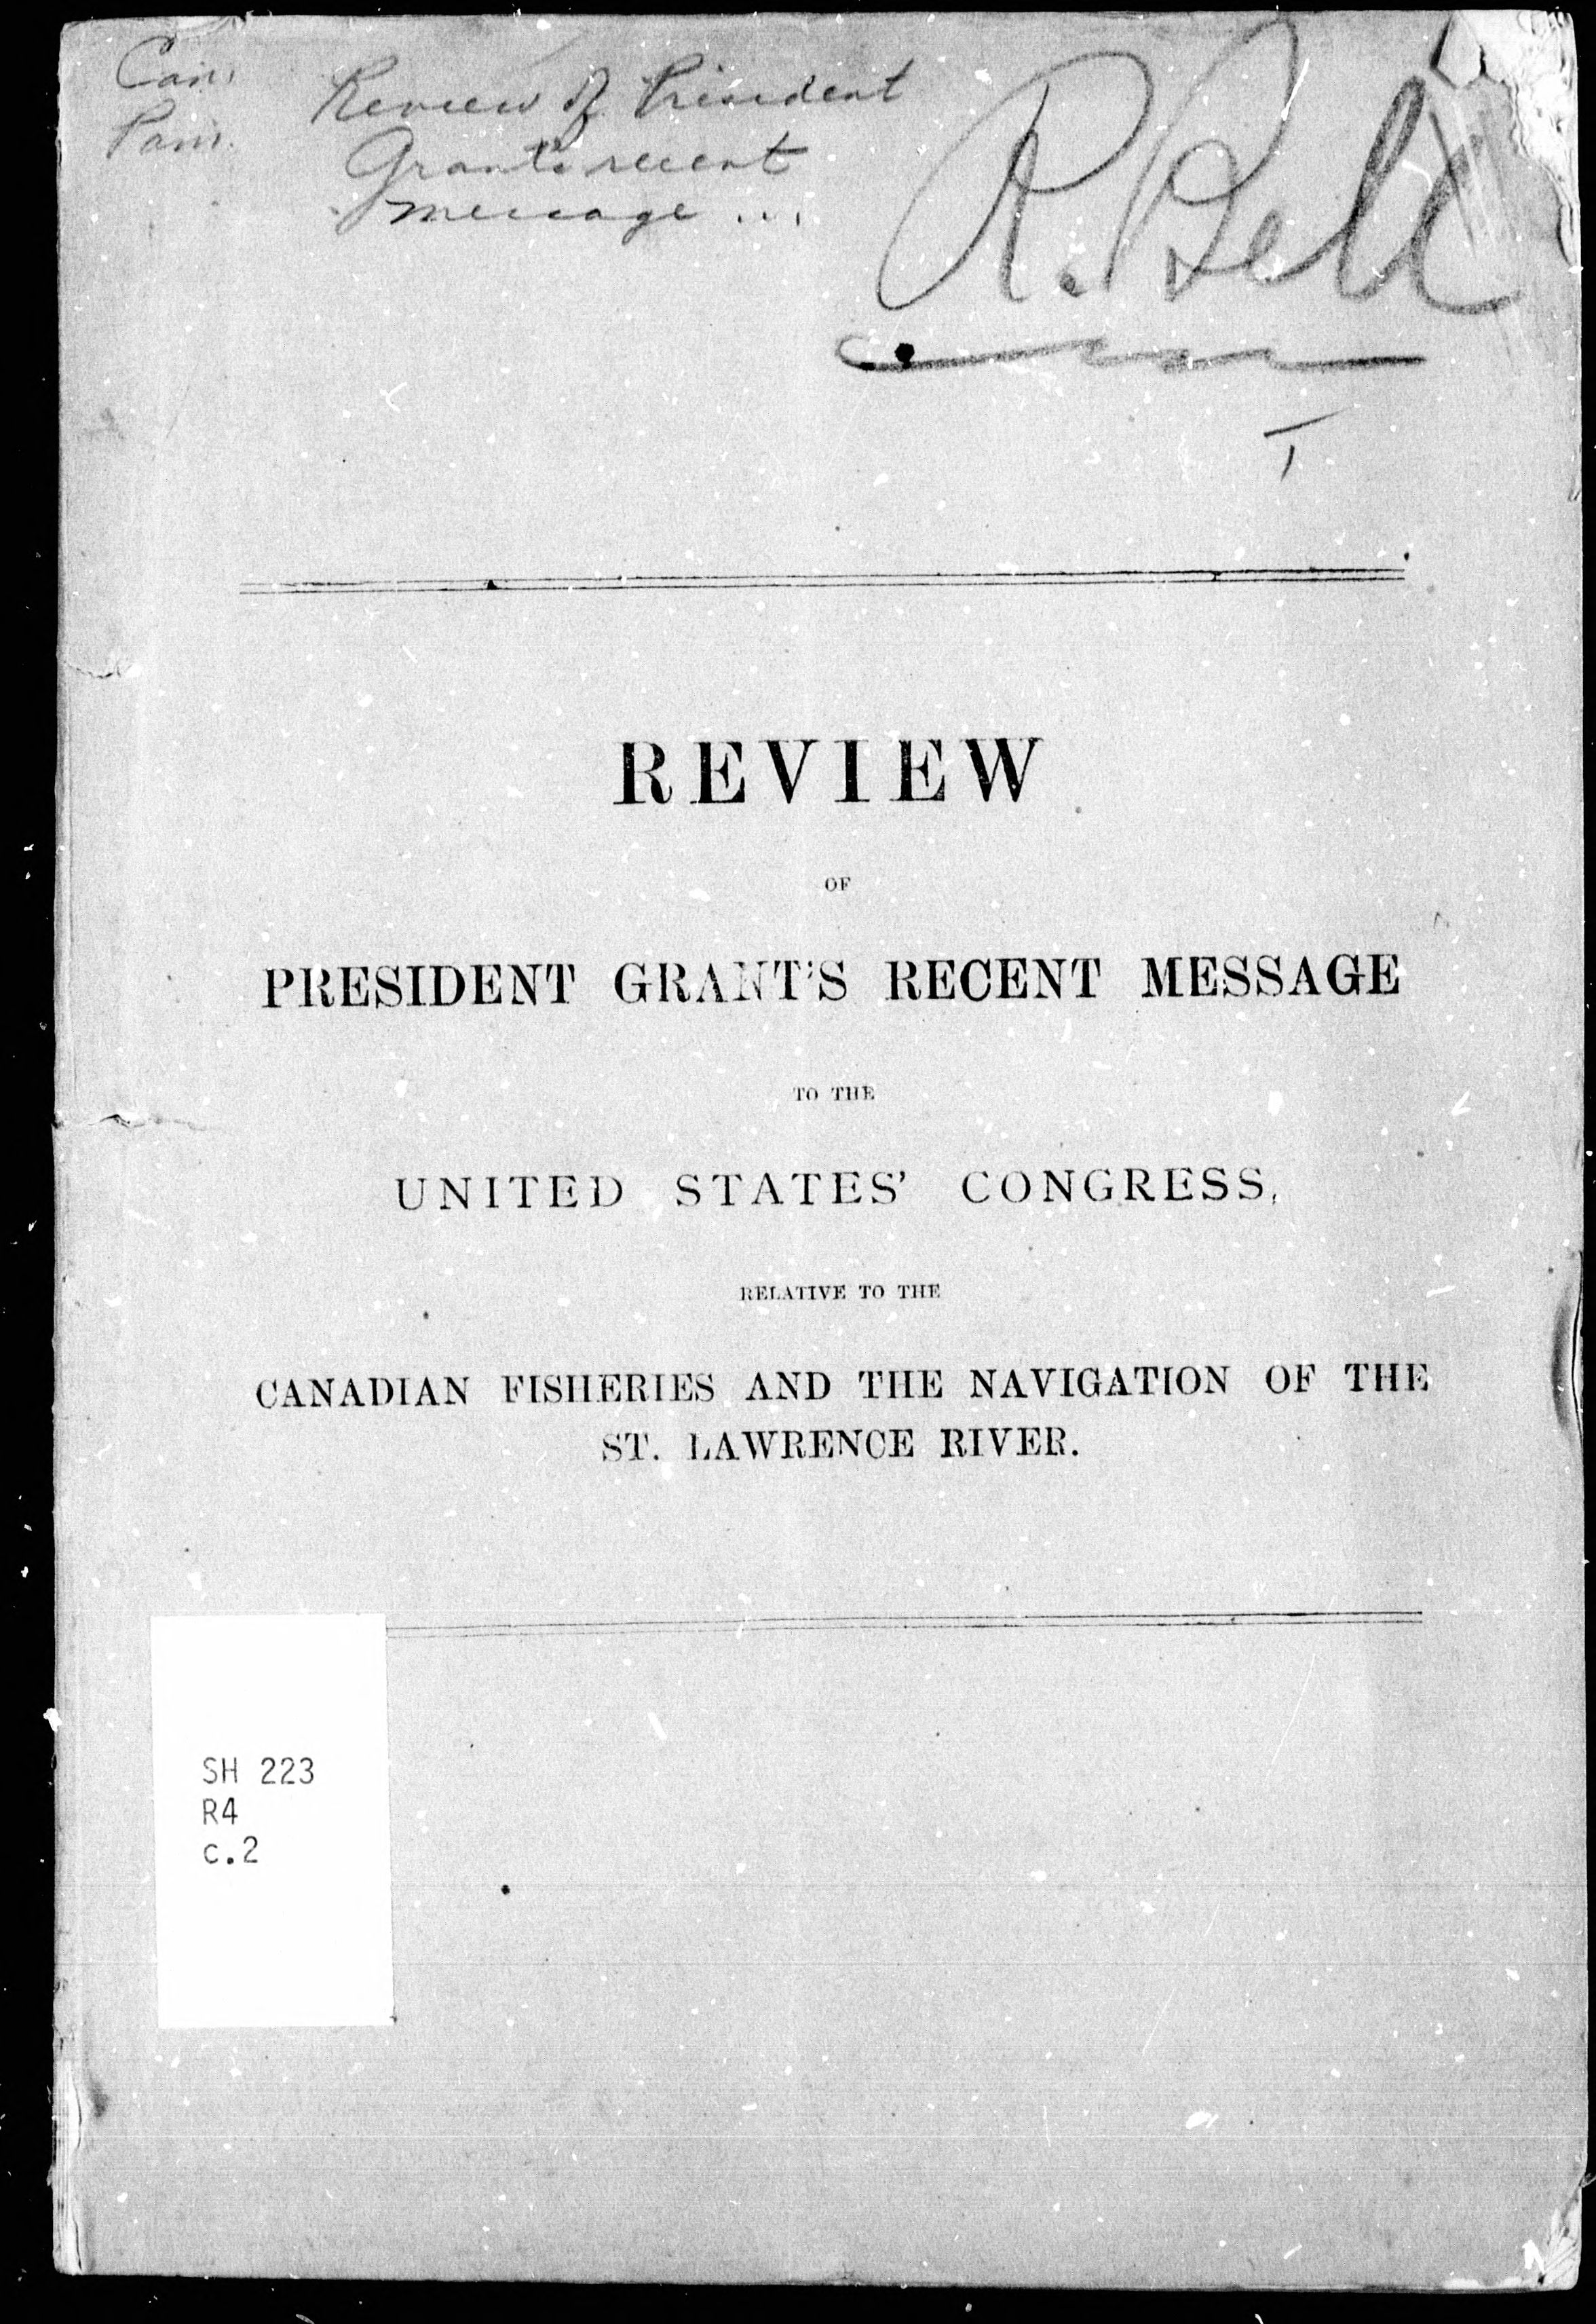 Can.
Pam.
Review of President
Grant's recent
message ...
R. Bell
REVIEW
OF
PRESIDENT GRANT'S RECENT MESSAGE
TO THE
UNITED STATES' CONGRESS,
RELATIVE TO THE
CANADIAN FISHERIES AND THE NAVIGATION OF THE
ST. LAWRENCE RIVER.
SH 223
R4
c.2